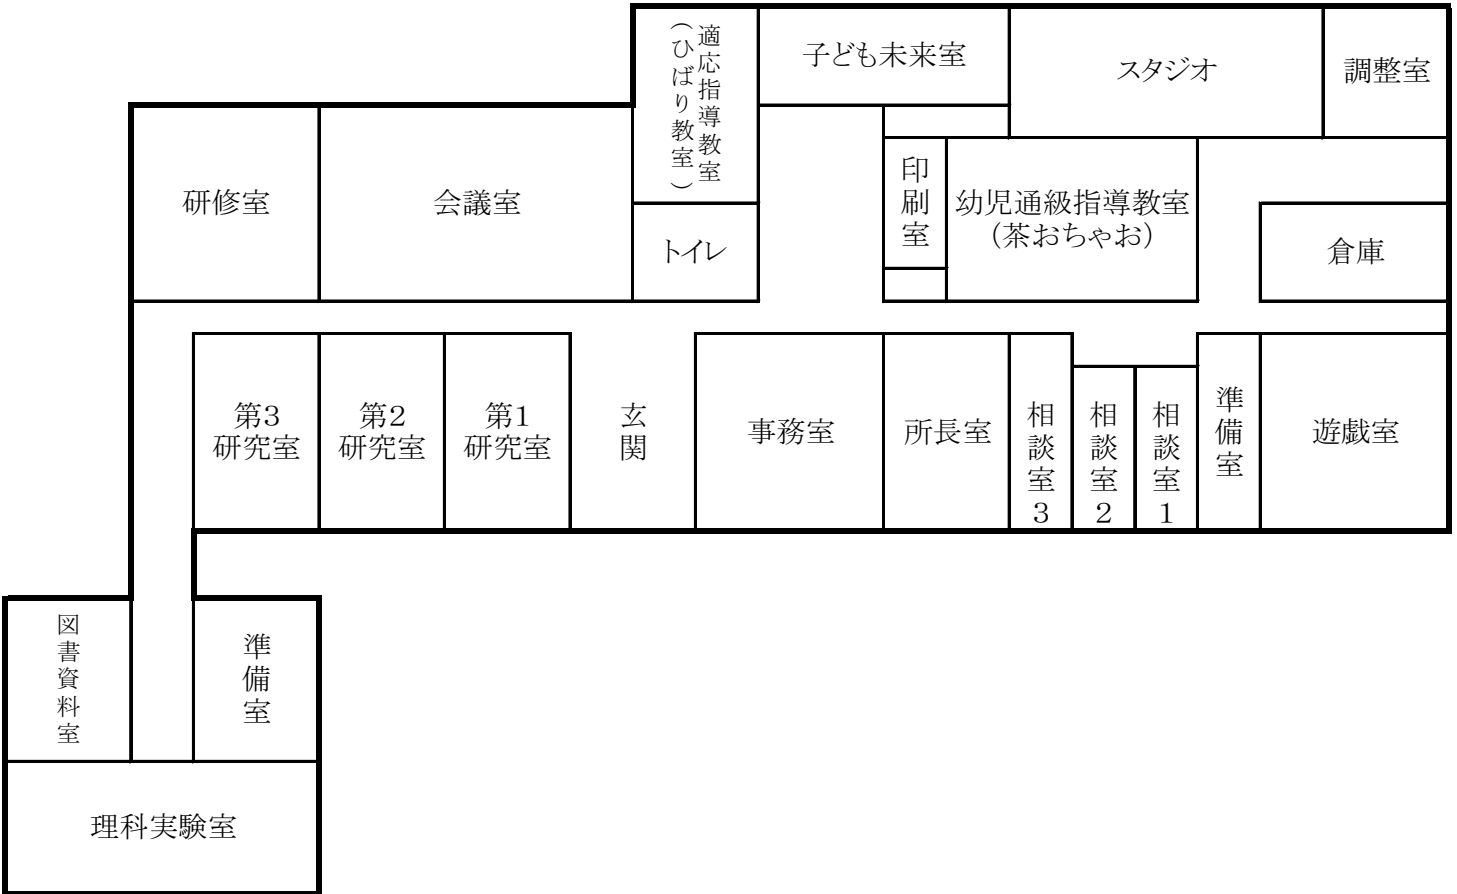 適応指導教室
(ひばり教室)
子ども未来室
スタジオ
調整室
研修室
会議室
トイレ
印刷室
幼児通級指導教室
(茶おちゃお)
倉庫
第3
研究室
第2
研究室
第1
研究室
玄関
事務室
所長室
相談室3
相談室2
相談室1
準備室
遊戯室
図書資料室
準備室
理科実験室